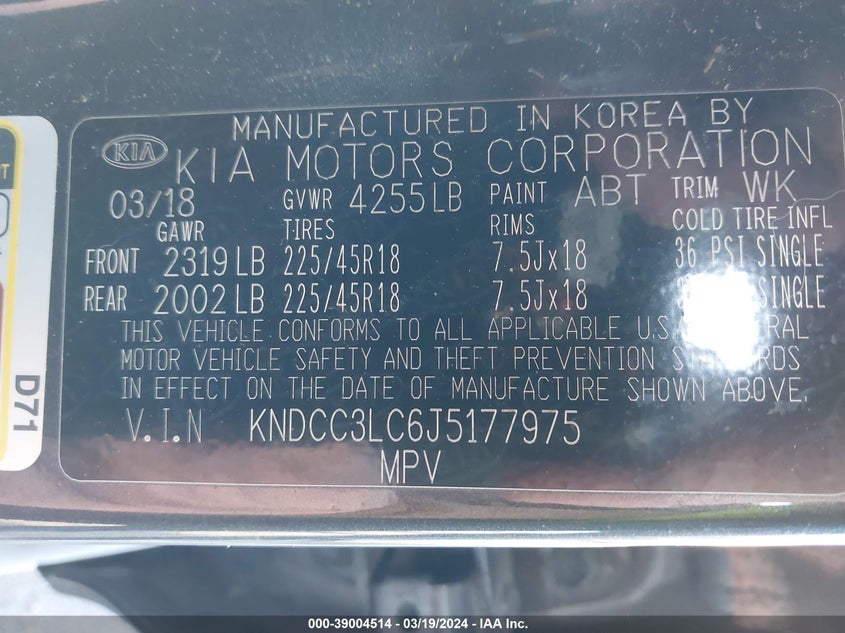 MANUFACTURED IN KOREA BY
KIA KIA MOTORS CORPORATION
03/18 GVWR 4255LB PAINT ABT TRIM WK
GAWR TIRES RIMS COLD TIRE INFL
FRONT 2319LB 225/45R18 7.5Jx18 36 PSI SINGLE
REAR 2002LB 225/45R18 7.5Jx18 SINGLE
THIS VEHICLE CONFORMS TO ALL APPLICABLE
MOTOR VEHICLE SAFETY AND THEFT PREVENTION
IN EFFECT ON THE DATE OF MANUFACTURE SHOWN ABOVE.
V.I.N KNDCC3LC6J5177975
MPV
D71
000-39004514 - 03/19/2024 - IAA Inc.